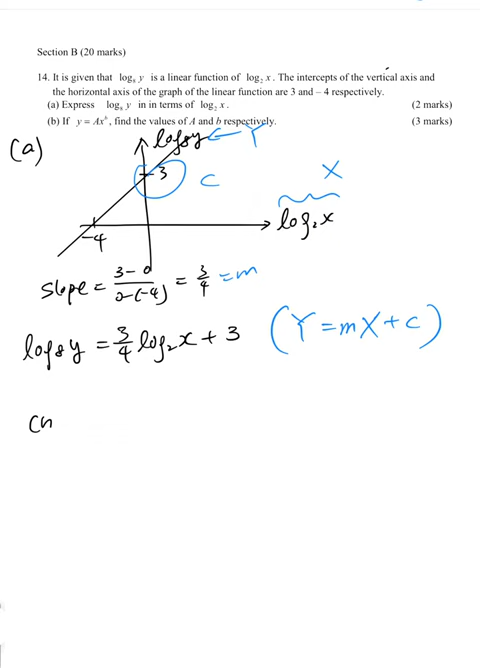 Section B (20 marks)
14. It is given that log₈ y is a linear function of log₂ x. The intercepts of the vertical axis and
the horizontal axis of the graph of the linear function are 3 and – 4 respectively.
(a) Express log₈ y in in terms of log₂ x. (2 marks)
(b) If y = Axᵇ, find the values of A and b respectively. (3 marks)
(a)
log₈y ← Y
3
C
X
log₂x
-4
slope = (3-0)/(0-(-4)) = 3/4 = m
log₈y = 3/4 log₂x + 3 (Y = mX + c)